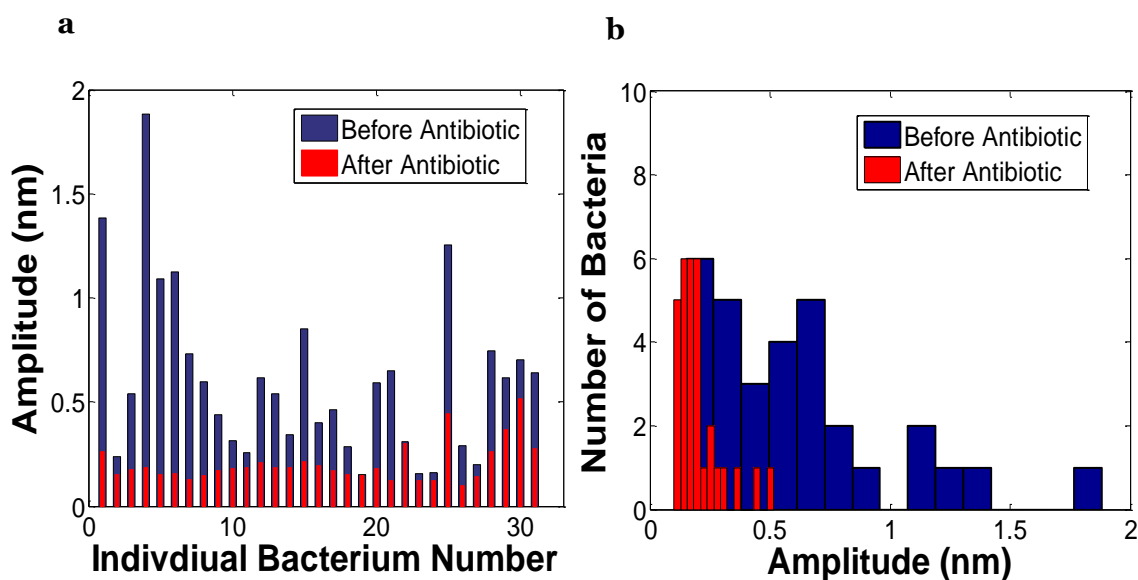 a
2
1.5
1
0.5
0
0
10
20
30
Amplitude (nm)
Before Antibiotic
After Antibiotic
Indivdiual Bacterium Number
b
10
8
6
4
2
0
0
0.5
1
1.5
2
Number of Bacteria
Before Antibiotic
After Antibiotic
Amplitude (nm)